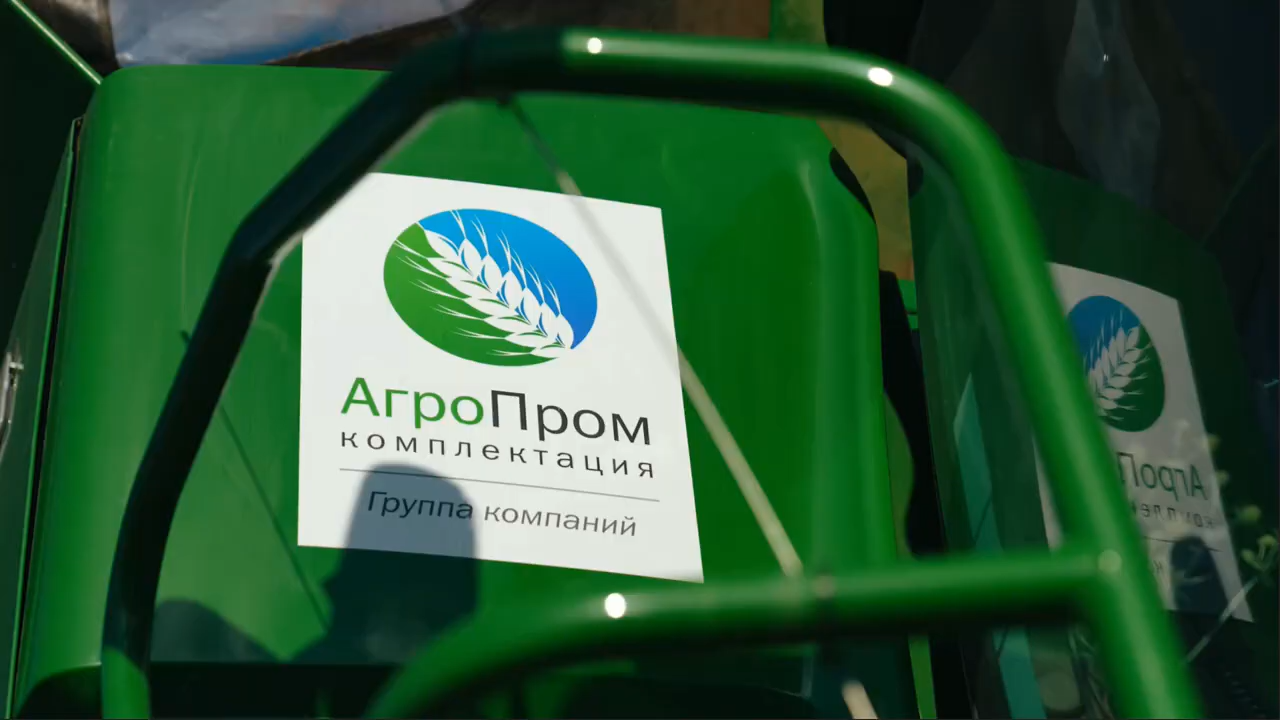 АгроПром
комплектация
Группа компаний